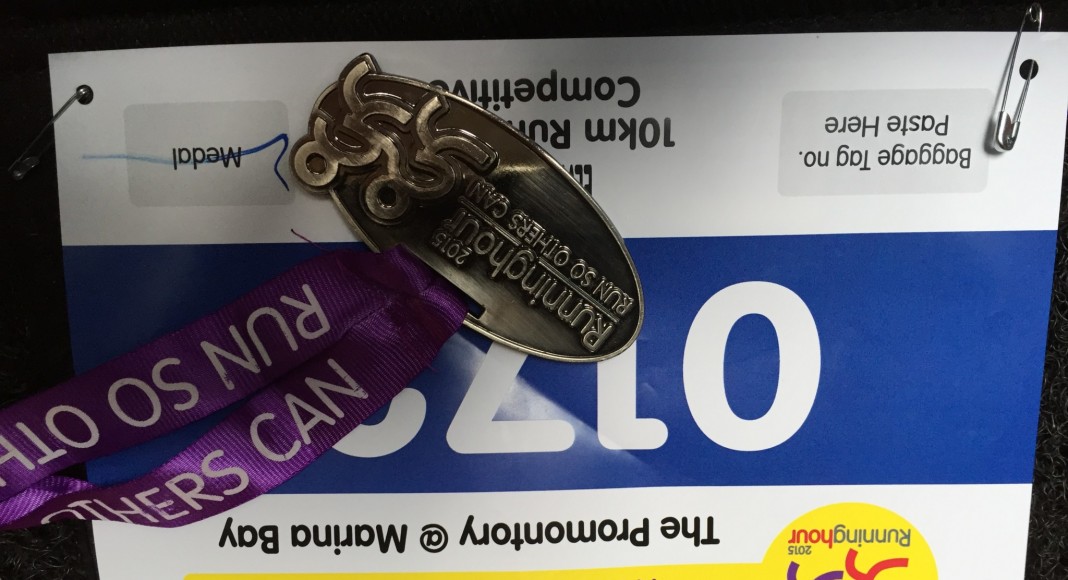 2015
Runninghour
The Promontory @ Marina Bay
017
Baggage Tag no.
Paste Here
10km Run
Competitive
Medal
2015
Runninghour
RUN SO OTHERS CAN
RUN SO OTH
OTHERS CAN